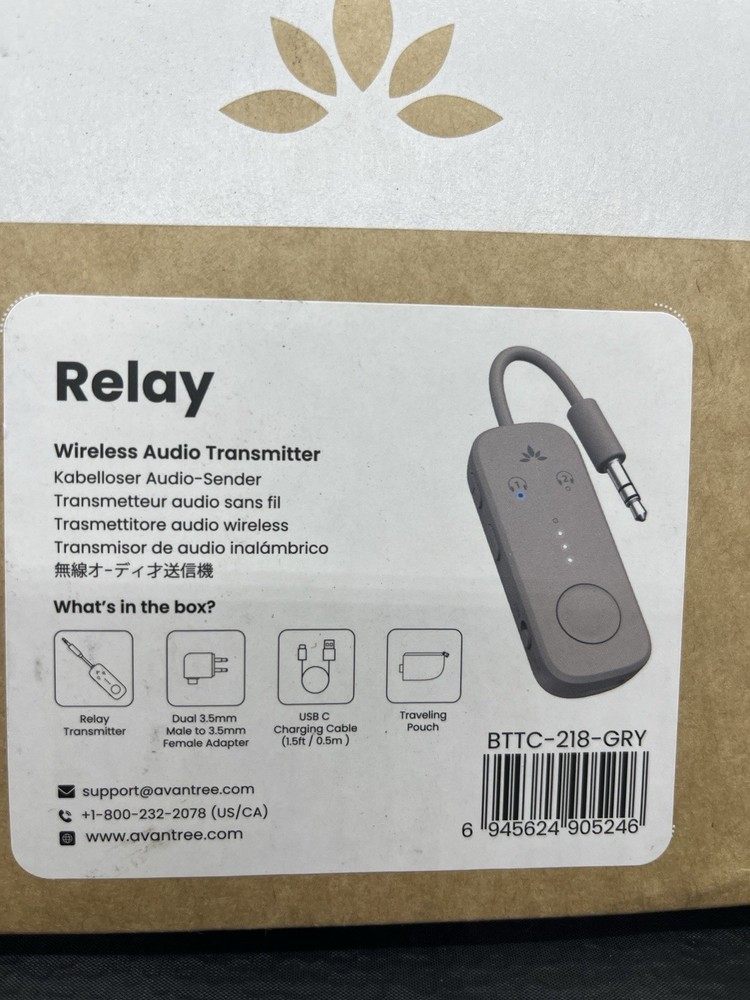 Relay
Wireless Audio Transmitter
Kabelloser Audio-Sender
Transmetteur audio sans fil
Trasmettitore audio wireless
Transmisor de audio inalámbrico
無線オ-ディオ送信機
What's in the box?
Relay
Transmitter
Dual 3.5mm
Male to 3.5mm
Female Adapter
USB C
Charging Cable
(1.5ft / 0.5m )
Traveling
Pouch
support@avantree.com
+1-800-232-2078 (US/CA)
www.avantree.com
1 2
BTTC-218-GRY
6 945624 905246